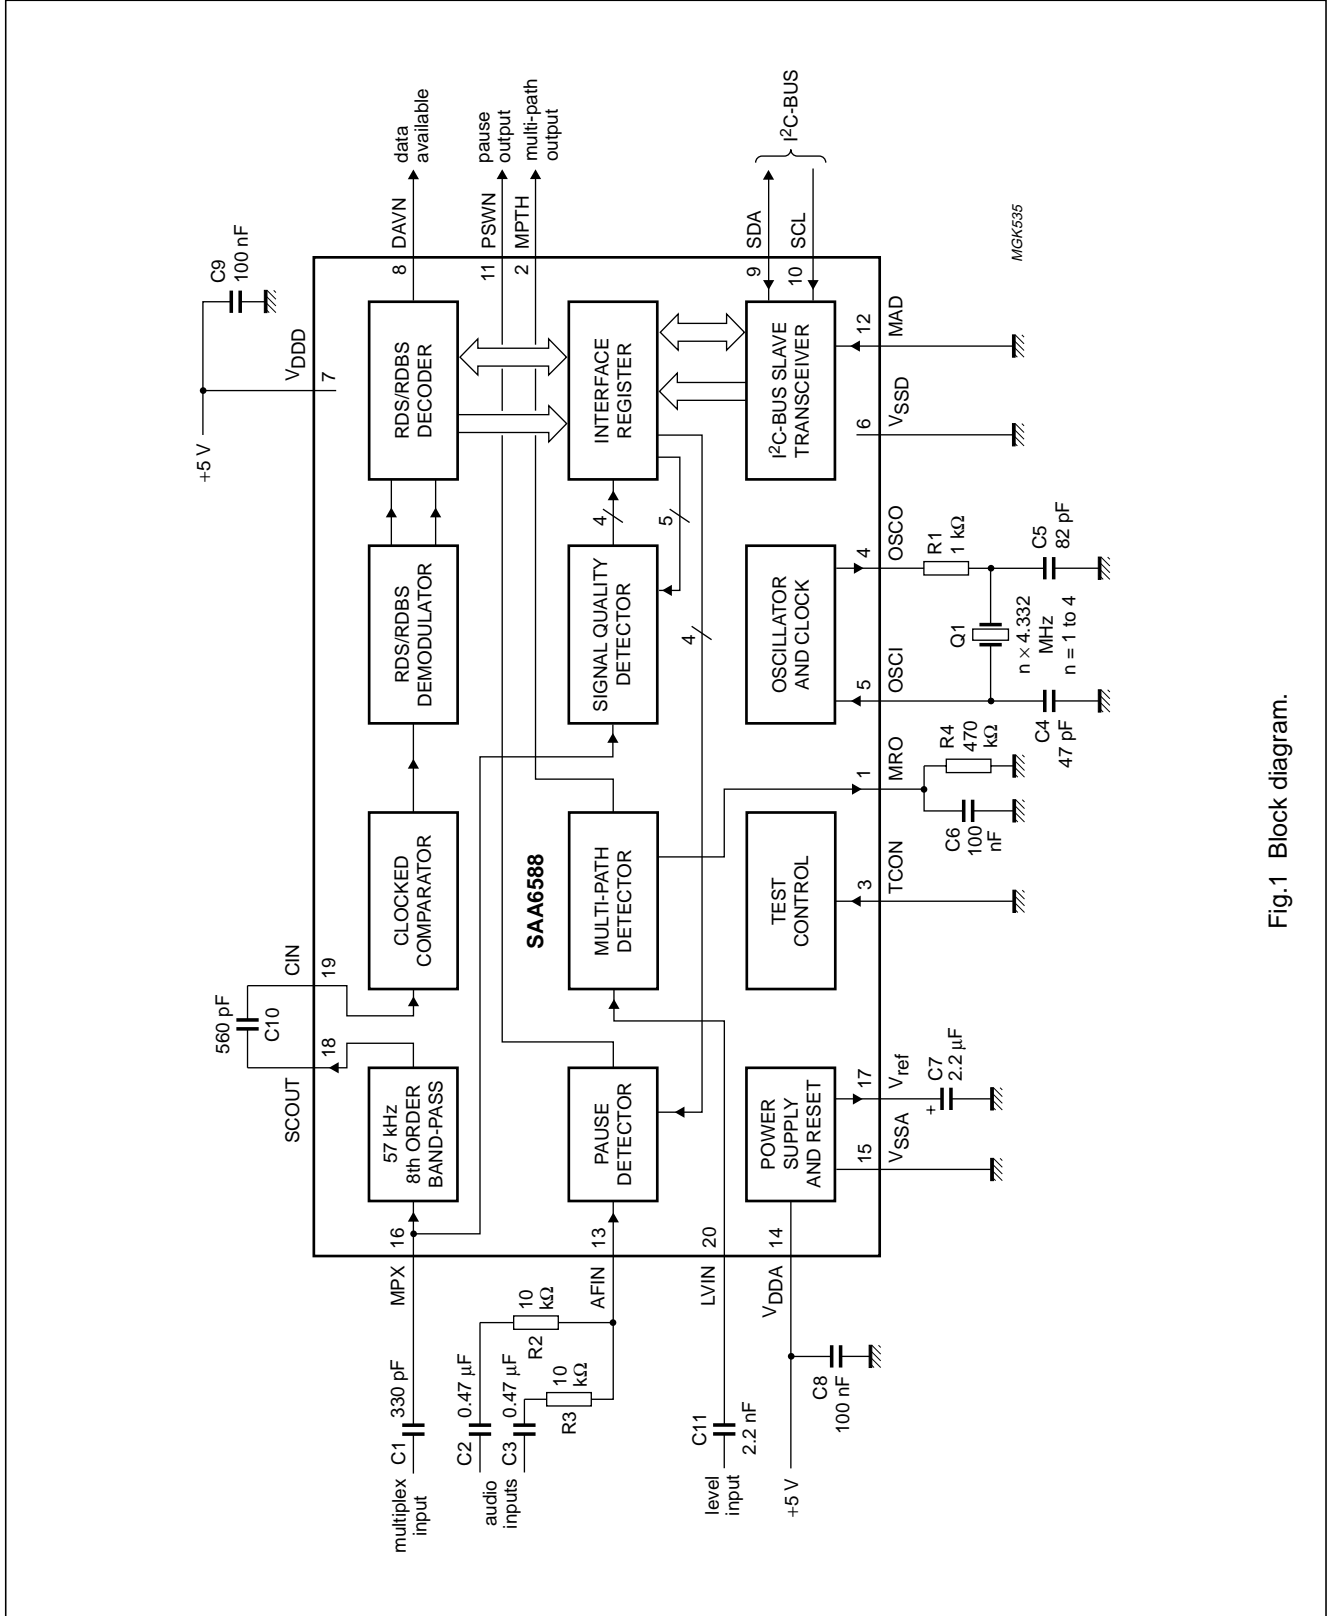 +5 V
C9
100 nF
VDDD
7
560 pF
C10
SCOUT
18
CIN
19
multiplex
input
C1
330 pF
MPX
16
57 kHz
8th ORDER
BAND-PASS
CLOCKED
COMPARATOR
RDS/RDBS
DEMODULATOR
RDS/RDBS
DECODER
8
DAVN
data
available
C2
0.47 µF
C3
0.47 µF
audio
inputs
R2
10
kΩ
R3
10
kΩ
AFIN
13
PAUSE
DETECTOR
SAA6588
MULTI-PATH
DETECTOR
SIGNAL QUALITY
DETECTOR
4
5
4
INTERFACE
REGISTER
11
PSWN
pause
output
2
MPTH
multi-path
output
level
input
C11
2.2 nF
LVIN
20
+5 V
C8
100 nF
VDDA
14
POWER
SUPPLY
AND RESET
TEST
CONTROL
OSCILLATOR
AND CLOCK
I²C-BUS SLAVE
TRANSCEIVER
9
SDA
10
SCL
I²C-BUS
15
VSSA
17
Vref
+
C7
2.2 µF
3
TCON
1
MRO
C6
100
nF
R4
470
kΩ
5
OSCI
4
OSCO
R1
1 kΩ
Q1
n × 4.332
MHz
n = 1 to 4
C4
47 pF
C5
82 pF
6
VSSD
12
MAD
MGK535
Fig.1 Block diagram.